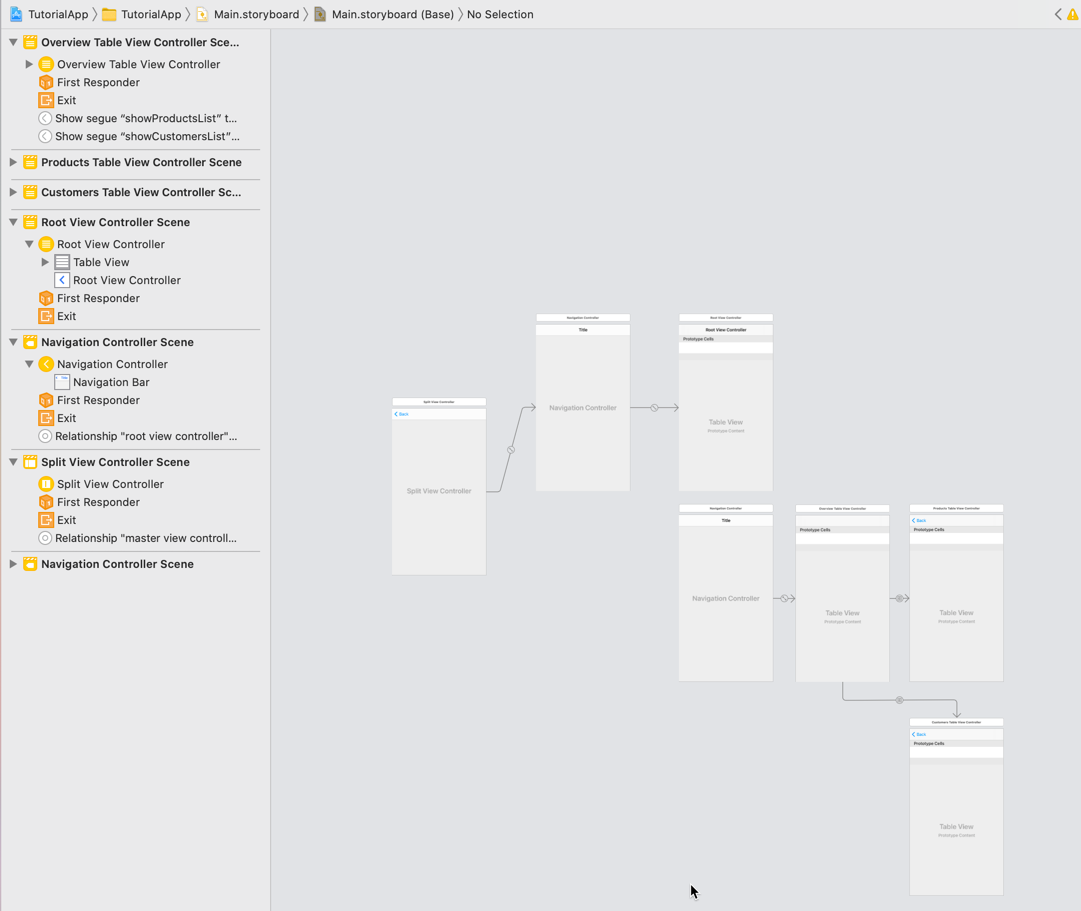 TutorialApp TutorialApp Main.storyboard Main.storyboard (Base) No Selection
Overview Table View Controller Sce...
Overview Table View Controller
First Responder
Exit
Show segue “showProductsList” t...
Show segue “showCustomersList”...
Products Table View Controller Scene
Customers Table View Controller Sc...
Root View Controller Scene
Root View Controller
Table View
Root View Controller
First Responder
Exit
Navigation Controller Scene
Navigation Controller
Navigation Bar
First Responder
Exit
Relationship "root view controller"...
Split View Controller Scene
Split View Controller
First Responder
Exit
Relationship "master view controll...
Navigation Controller Scene
Split View Controller
Back
Split View Controller
Navigation Controller
Title
Navigation Controller
Root View Controller
Root View Controller
Prototype Cells
Table View
Prototype Content
Navigation Controller
Title
Navigation Controller
Overview Table View Controller
Prototype Cells
Table View
Prototype Content
Products Table View Controller
Back
Prototype Cells
Table View
Prototype Content
Customers Table View Controller
Back
Prototype Cells
Table View
Prototype Content